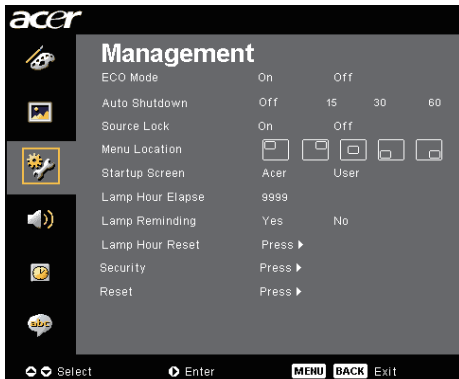 acer
Management
ECO Mode On Off
Auto Shutdown Off 15 30 60
Source Lock On Off
Menu Location
Startup Screen Acer User
Lamp Hour Elapse 9999
Lamp Reminding Yes No
Lamp Hour Reset Press
Security Press
Reset Press
abc
Select Enter MENU BACK Exit